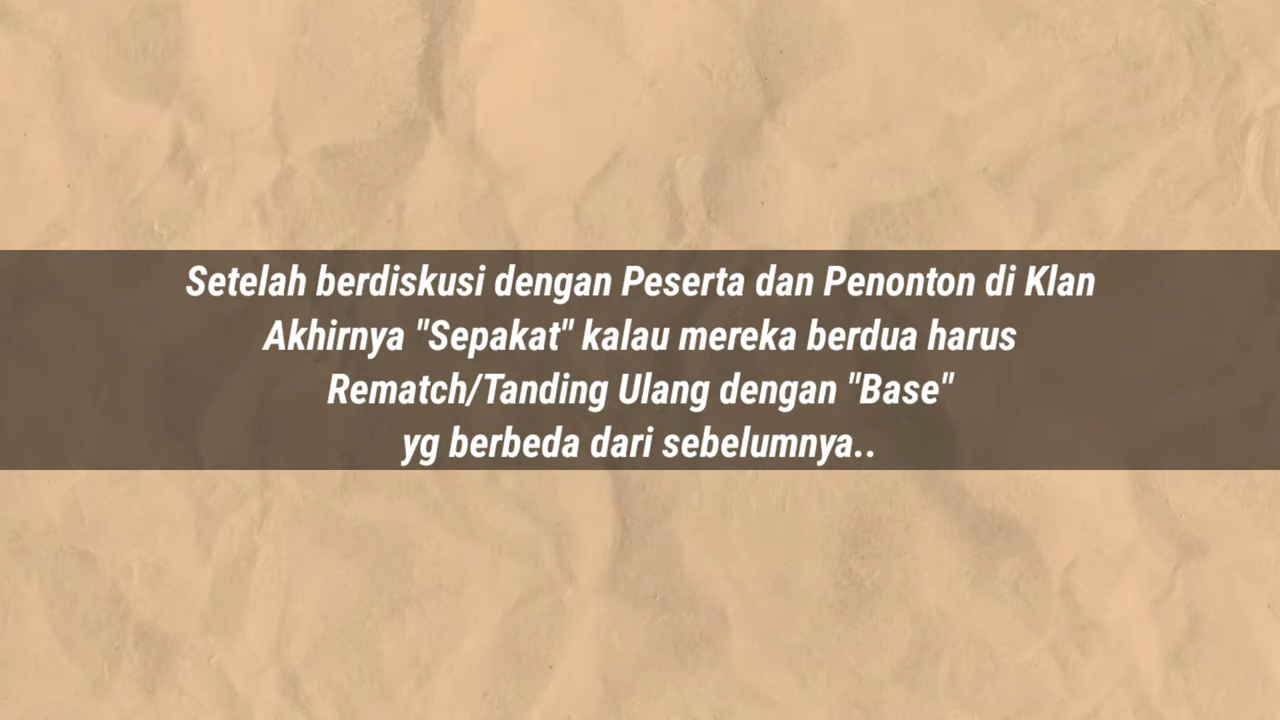 Setelah berdiskusi dengan Peserta dan Penonton di Klan
Akhirnya "Sepakat" kalau mereka berdua harus
Rematch/Tanding Ulang dengan "Base"
yg berbeda dari sebelumnya..